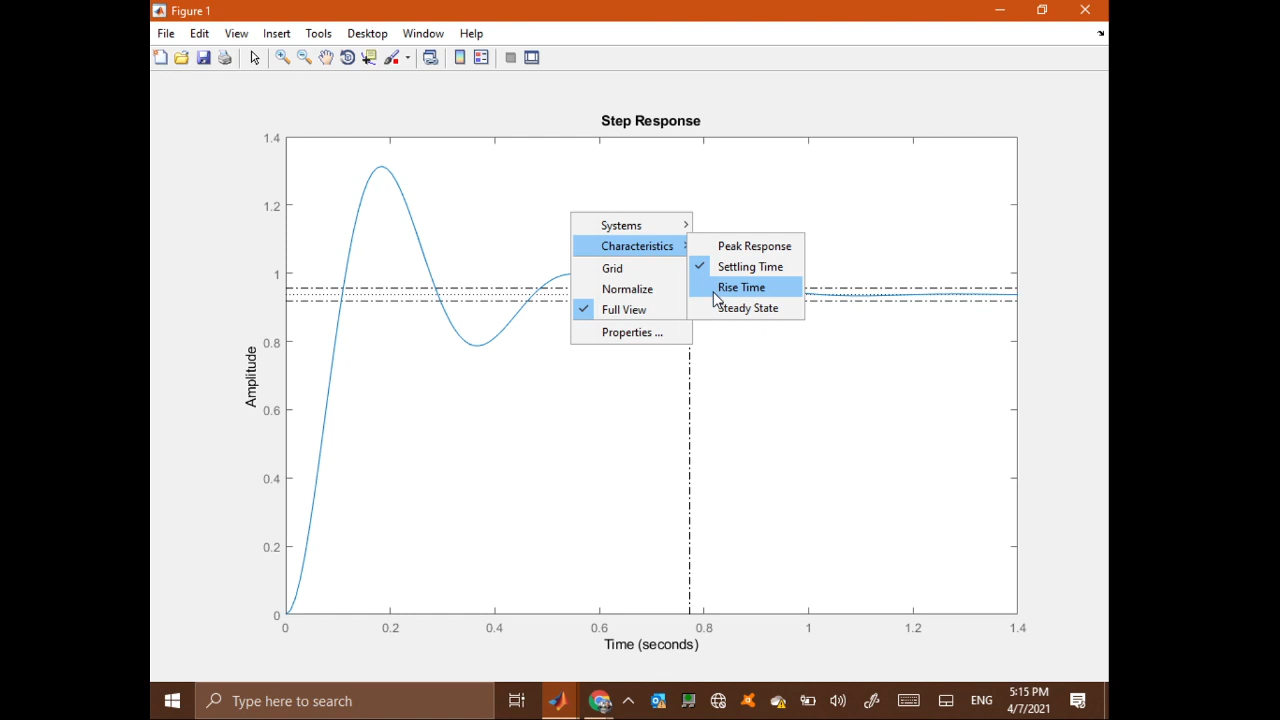 Figure 1
File Edit View Insert Tools Desktop Window Help
Step Response
1.4
1.2
1
0.8
0.6
0.4
0.2
0
Amplitude
Systems
Characteristics
Grid
Normalize
Full View
Properties ...
Peak Response
Settling Time
Rise Time
Steady State
0 0.2 0.4 0.6 0.8 1 1.2 1.4
Time (seconds)
Type here to search
ENG
5:15 PM
4/7/2021